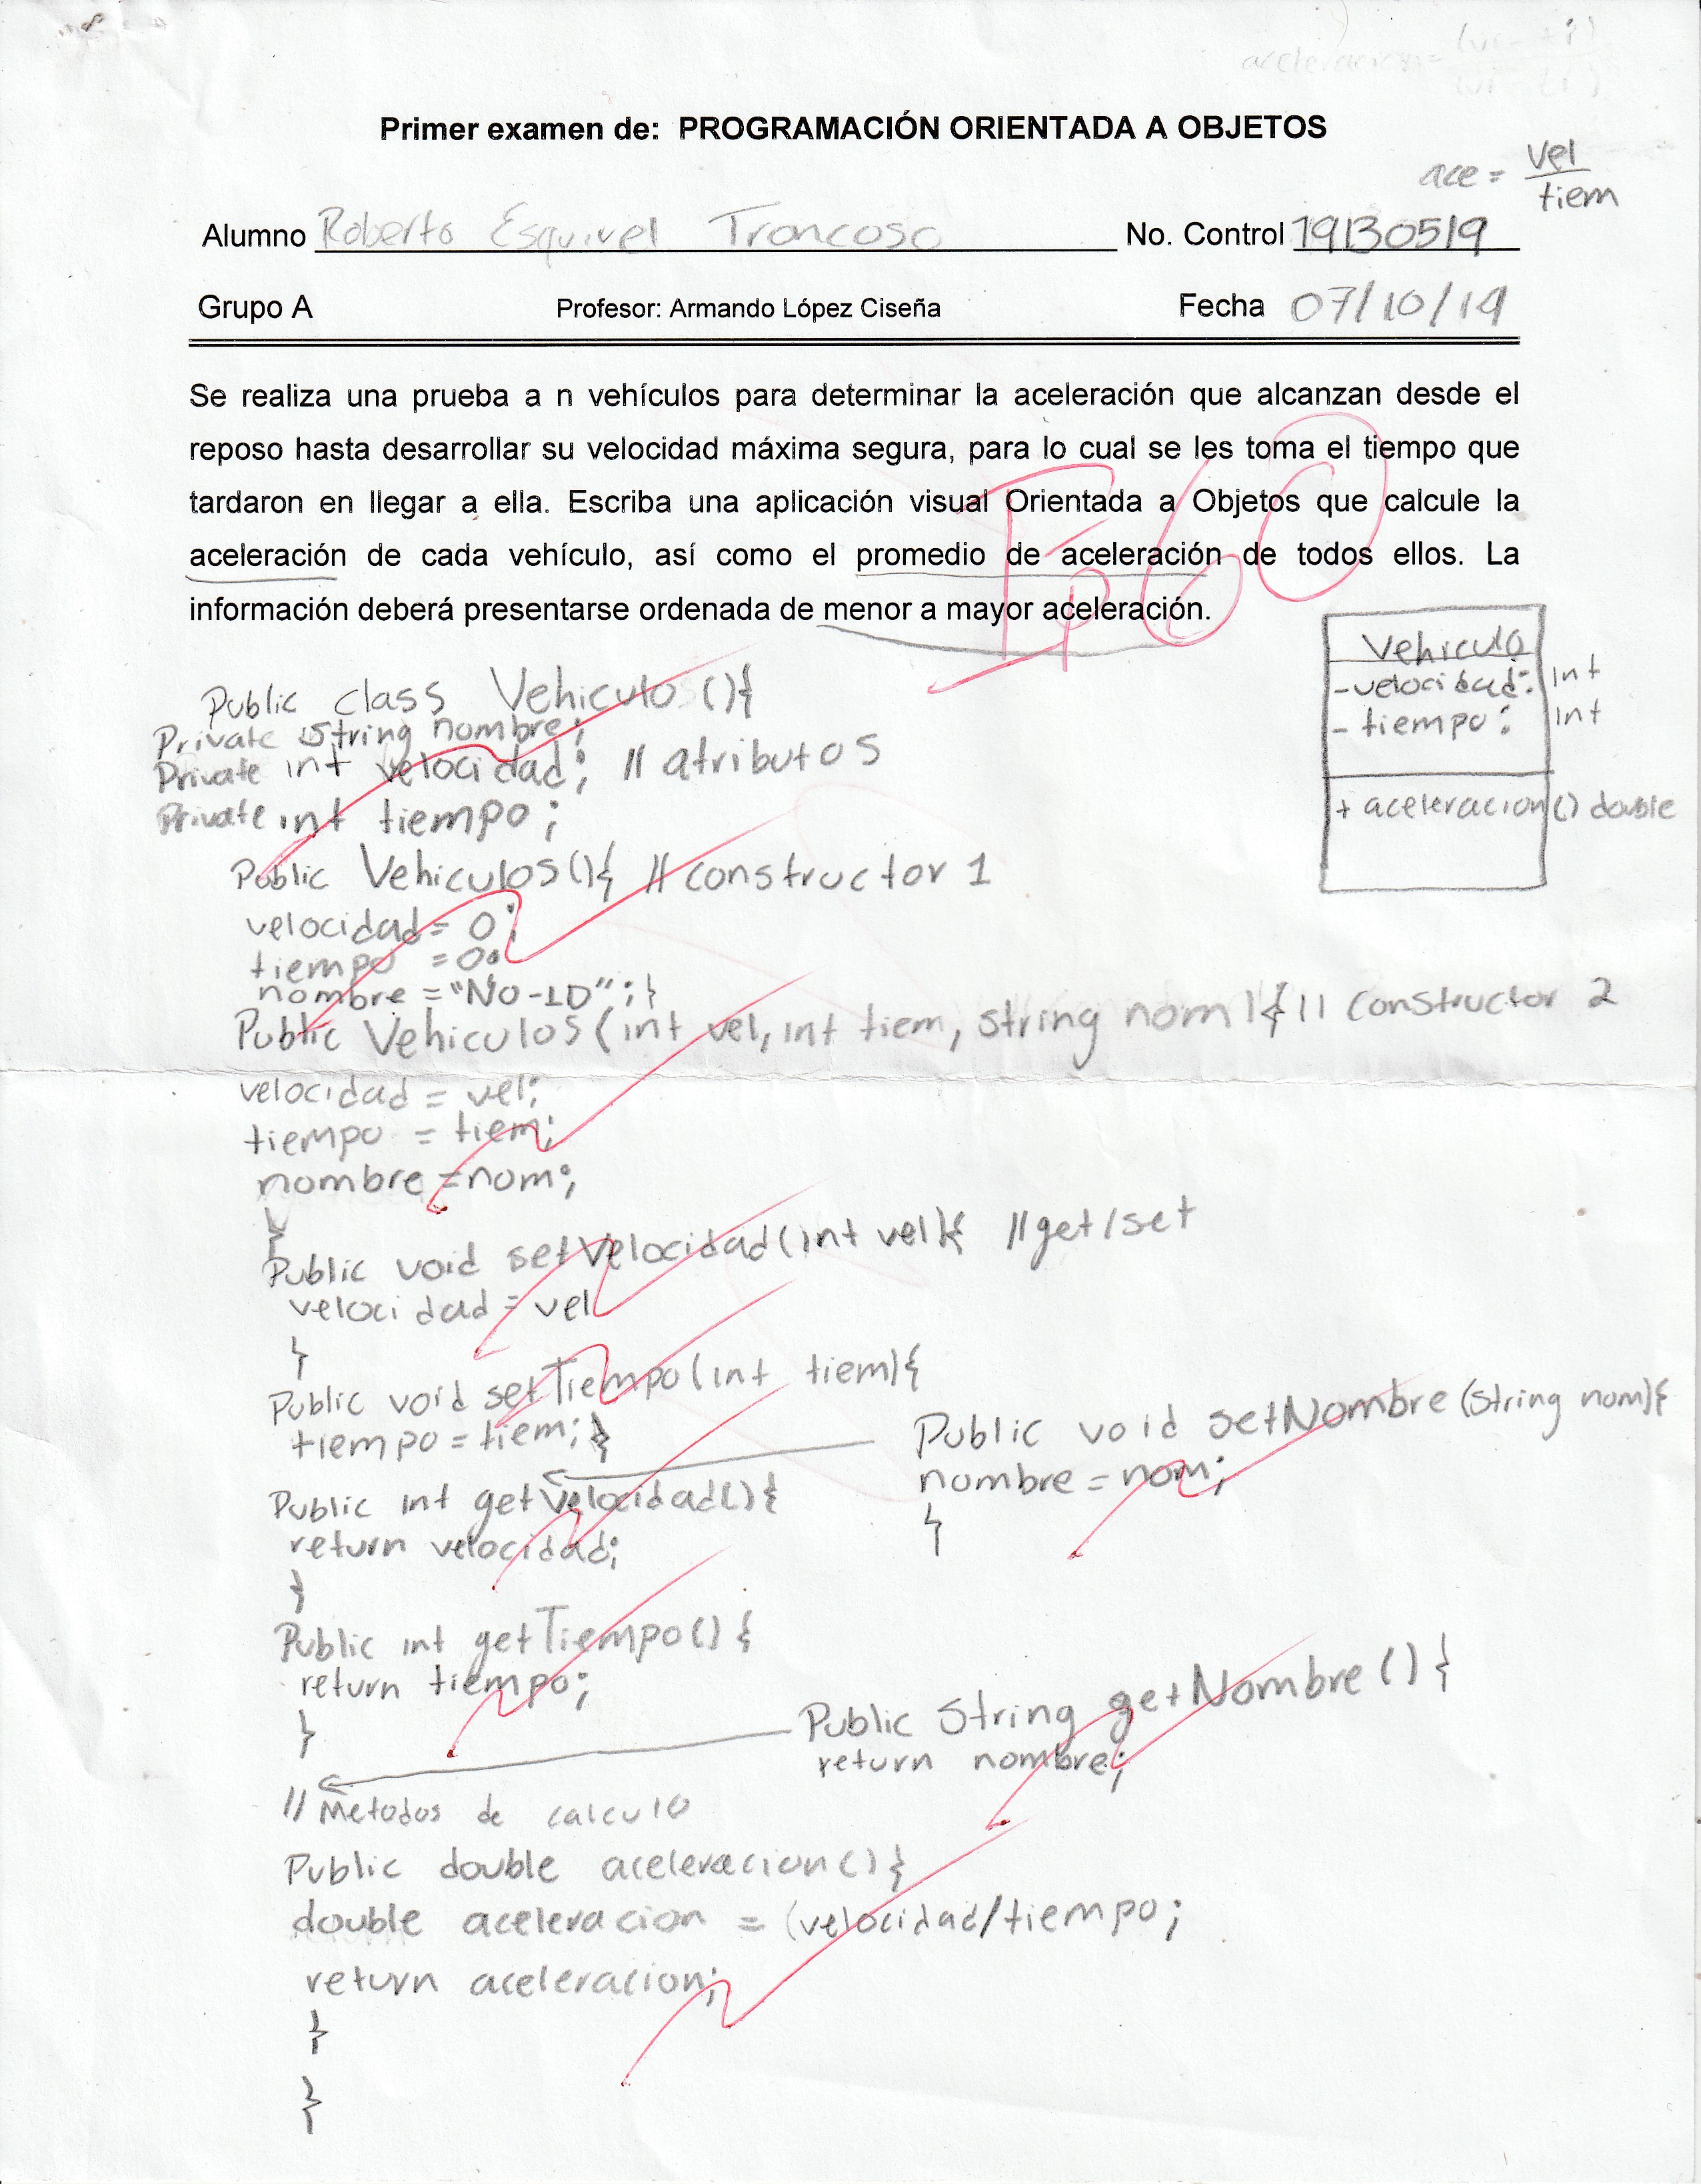 aceleracion=
Primer examen de: PROGRAMACIÓN ORIENTADA A OBJETOS
ace = vel
tiem
Alumno Roberto Esquivel Troncoso No. Control 19130519
Grupo A Profesor: Armando López Ciseña Fecha 07/10/19
Se realiza una prueba a n vehículos para determinar la aceleración que alcanzan desde el
reposo hasta desarrollar su velocidad máxima segura, para lo cual se les toma el tiempo que
tardaron en llegar a ella. Escriba una aplicación visual Orientada a Objetos que calcule la
aceleración de cada vehículo, así como el promedio de aceleración de todos ellos. La
información deberá presentarse ordenada de menor a mayor aceleración.
60
Vehiculo
-velocidad: int
- tiempo: int
+ aceleracion() double
Public class Vehiculo (){
Private String nombre;
Private int velocidad; // atributos
Private int tiempo;
Public Vehiculos(){ // constructor 1
velocidad= 0;
tiempo =0;
nombre ="NO-ID";}
Public Vehiculos(int vel, int tiem, string nom){ // Constructor 2
velocidad = vel;
tiempo = tiem;
nombre =nom;
}
Public void setVelocidad(int vel){ //get/set
velocidad = vel
}
Public void setTiempo(int tiem){
tiempo = tiem; }
Public void setNombre(string nom){
nombre = nom;
}
Public int getVelocidad(){
return velocidad;
}
Public int getTiempo(){
return tiempo;
}
Public String getNombre(){
return nombre;
// Metodos de calculo
Public double aceleracion(){
double aceleracion = (velocidad/tiempo;
return aceleracion;
}
}